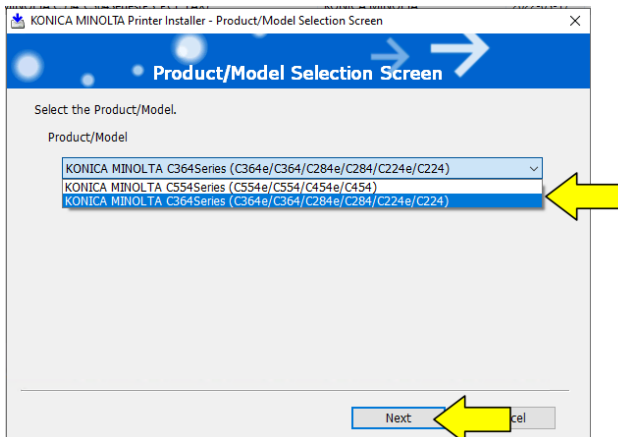 KONICA MINOLTA Printer Installer - Product/Model Selection Screen
Product/Model Selection Screen
Select the Product/Model.
Product/Model
KONICA MINOLTA C364Series (C364e/C364/C284e/C284/C224e/C224)
KONICA MINOLTA C554Series (C554e/C554/C454e/C454)
KONICA MINOLTA C364Series (C364e/C364/C284e/C284/C224e/C224)
Next
cel